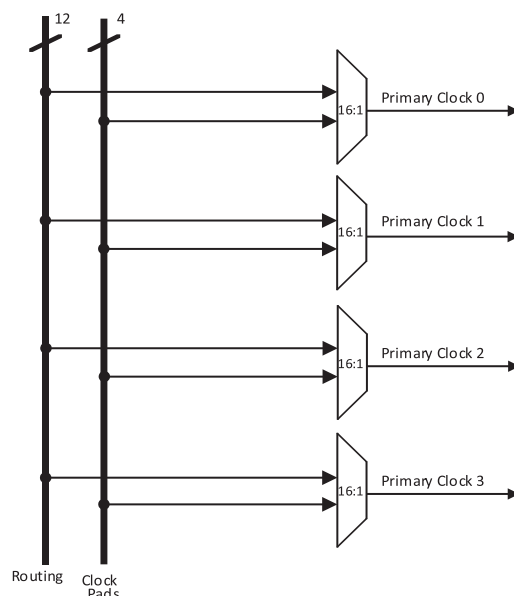 12
4
16:1
Primary Clock 0
16:1
Primary Clock 1
16:1
Primary Clock 2
16:1
Primary Clock 3
Routing
Clock
Pads